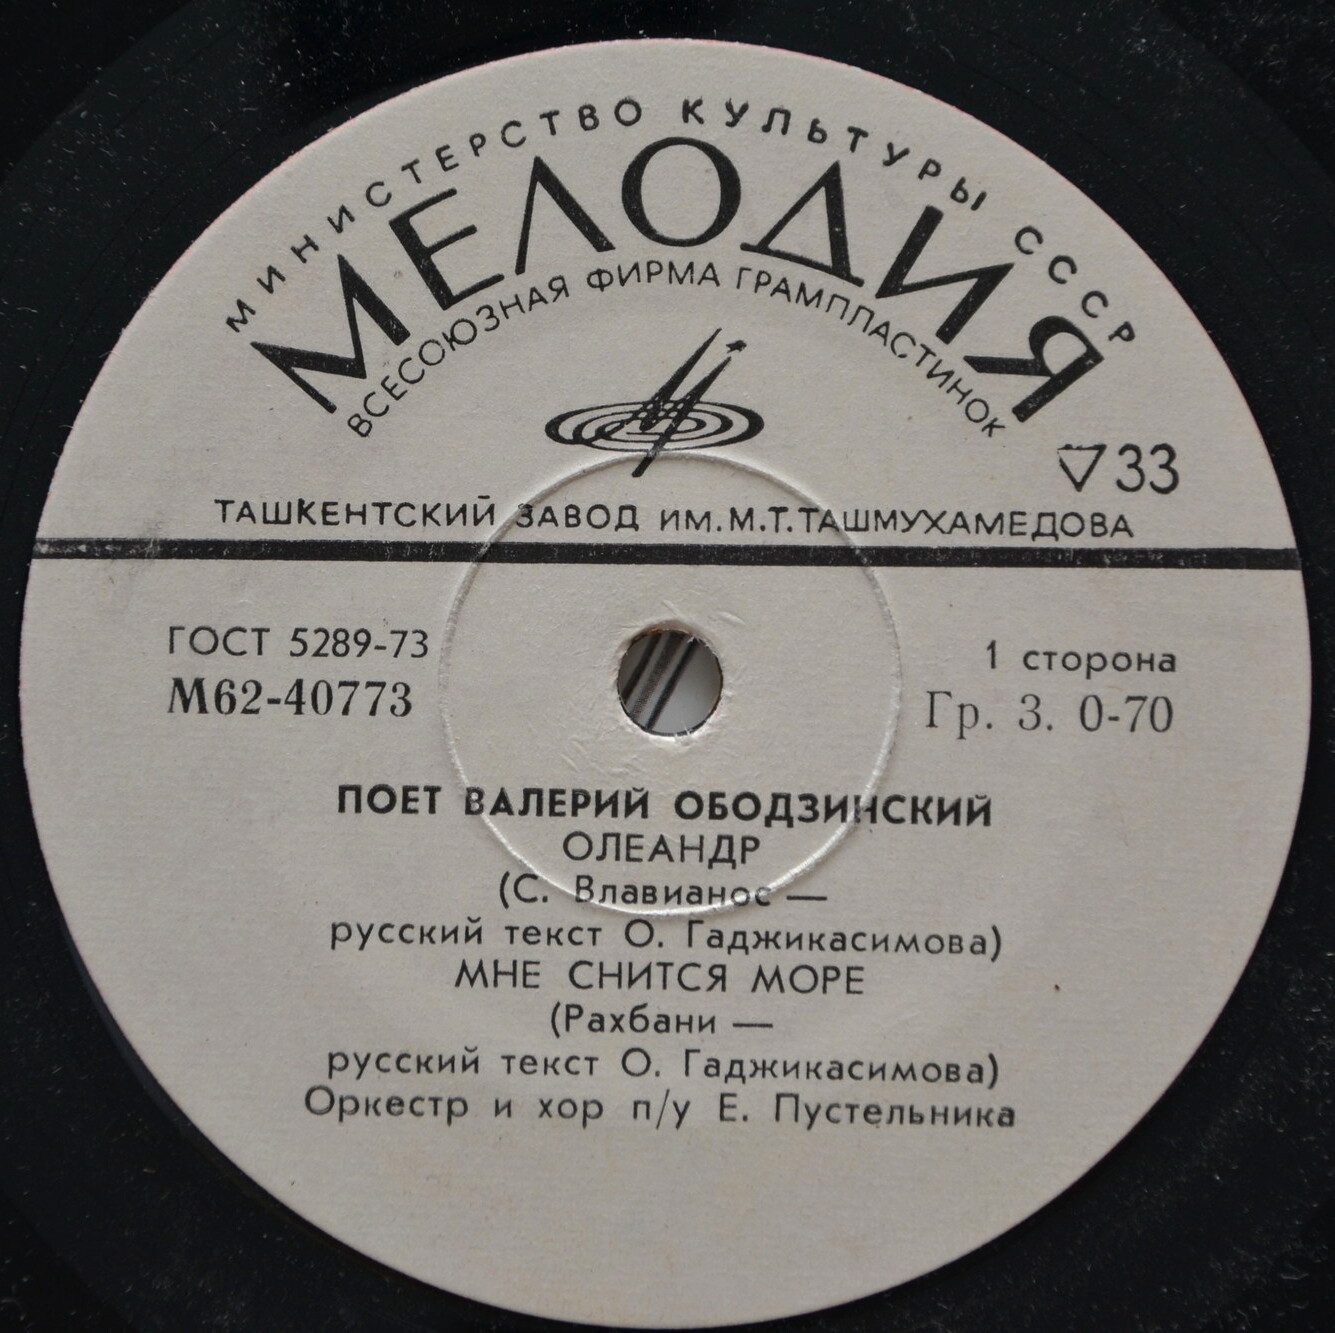 МИНИСТЕРСТВО КУЛЬТУРЫ СССР
МЕЛОДИЯ
ВСЕСОЮЗНАЯ ФИРМА ГРАМПЛАСТИНОК
▽33
ТАШКЕНТСКИЙ ЗАВОД ИМ.М.Т.ТАШМУХАМЕДОВА
ГОСТ 5289-73
М62-40773
1 сторона
Гр. 3. 0-70
ПОЕТ ВАЛЕРИЙ ОБОДЗИНСКИЙ
ОЛЕАНДР
(С. Влавианос —
русский текст О. Гаджикасимова)
МНЕ СНИТСЯ МОРЕ
(Рахбани —
русский текст О. Гаджикасимова)
Оркестр и хор п/у Е. Пустельника